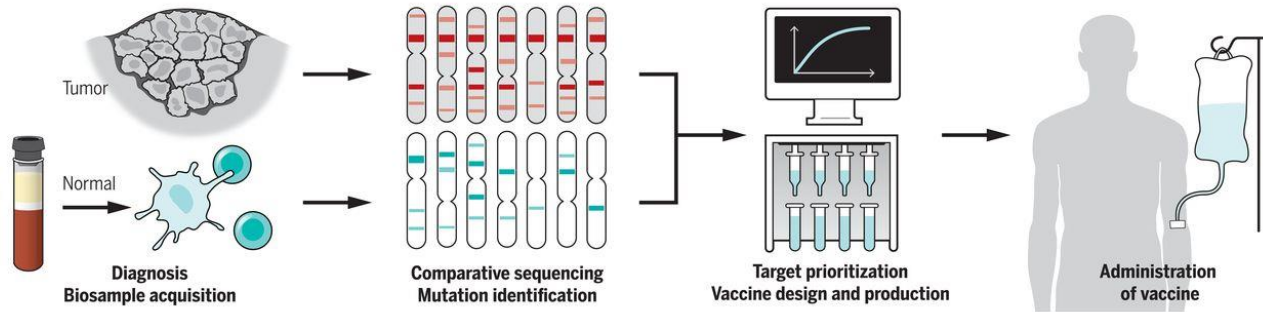 Tumor
Normal
Diagnosis
Biosample acquisition
Comparative sequencing
Mutation identification
Target prioritization
Vaccine design and production
Administration
of vaccine